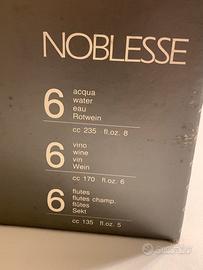 NOBLESSE
6
acqua
water
eau
Rotwein
cc 235 fl.oz. 8
6
vino
wine
vin
Wein
cc 170 fl.oz. 6
6
flutes
flutes champ.
flûtes
Sekt
cc 135 fl.oz. 5
subito